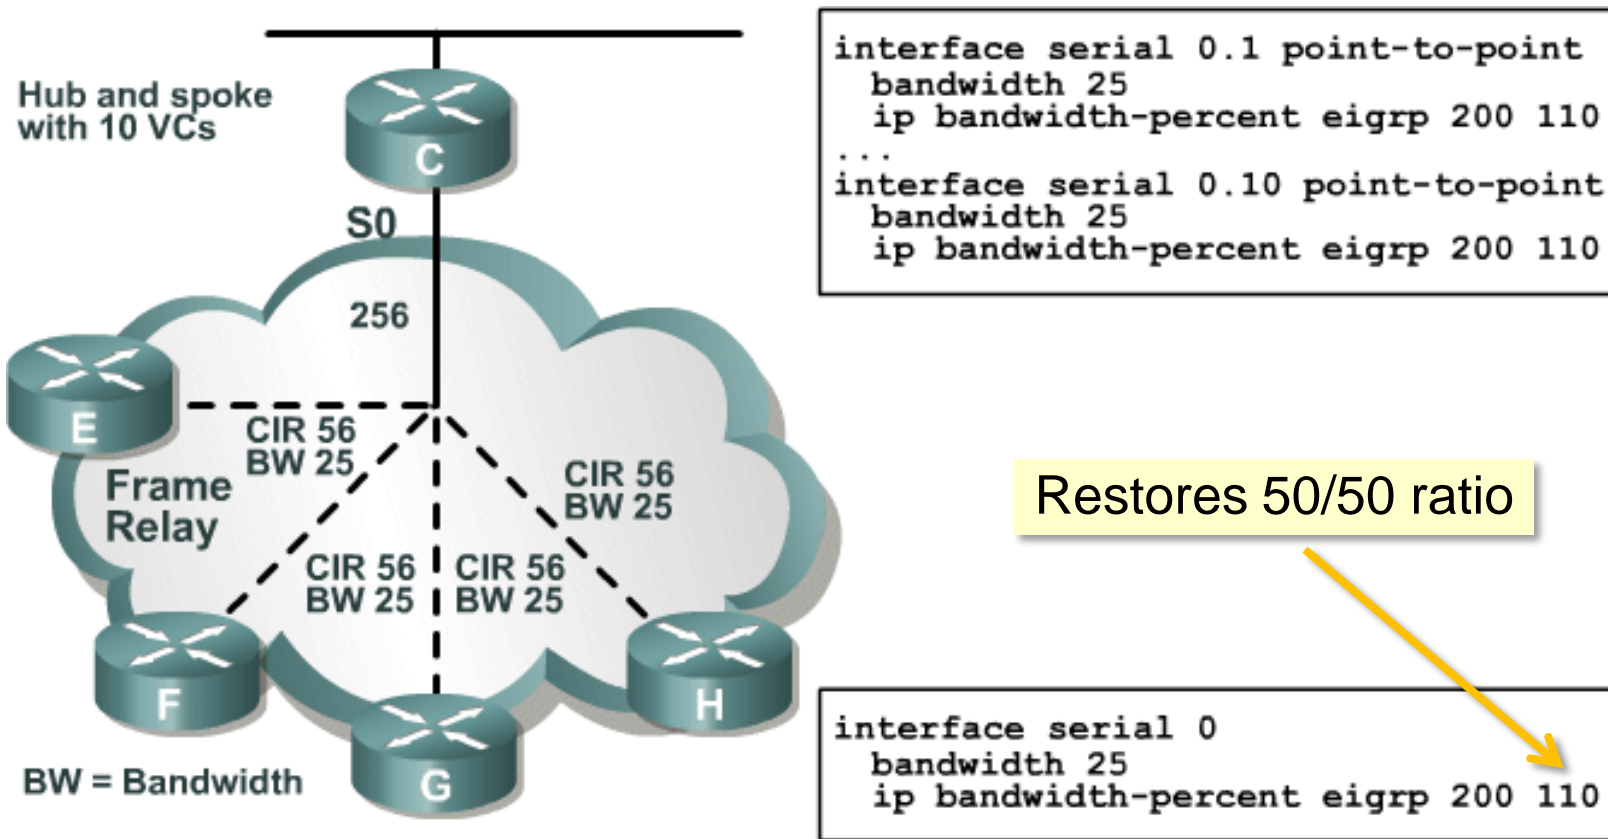 Hub and spoke
with 10 VCs
C
S0
256
E
CIR 56
BW 25
CIR 56
BW 25
Frame
Relay
CIR 56
BW 25
CIR 56
BW 25
F
G
H
BW = Bandwidth
interface serial 0.1 point-to-point
bandwidth 25
ip bandwidth-percent eigrp 200 110
...
interface serial 0.10 point-to-point
bandwidth 25
ip bandwidth-percent eigrp 200 110
Restores 50/50 ratio
interface serial 0
bandwidth 25
ip bandwidth-percent eigrp 200 110